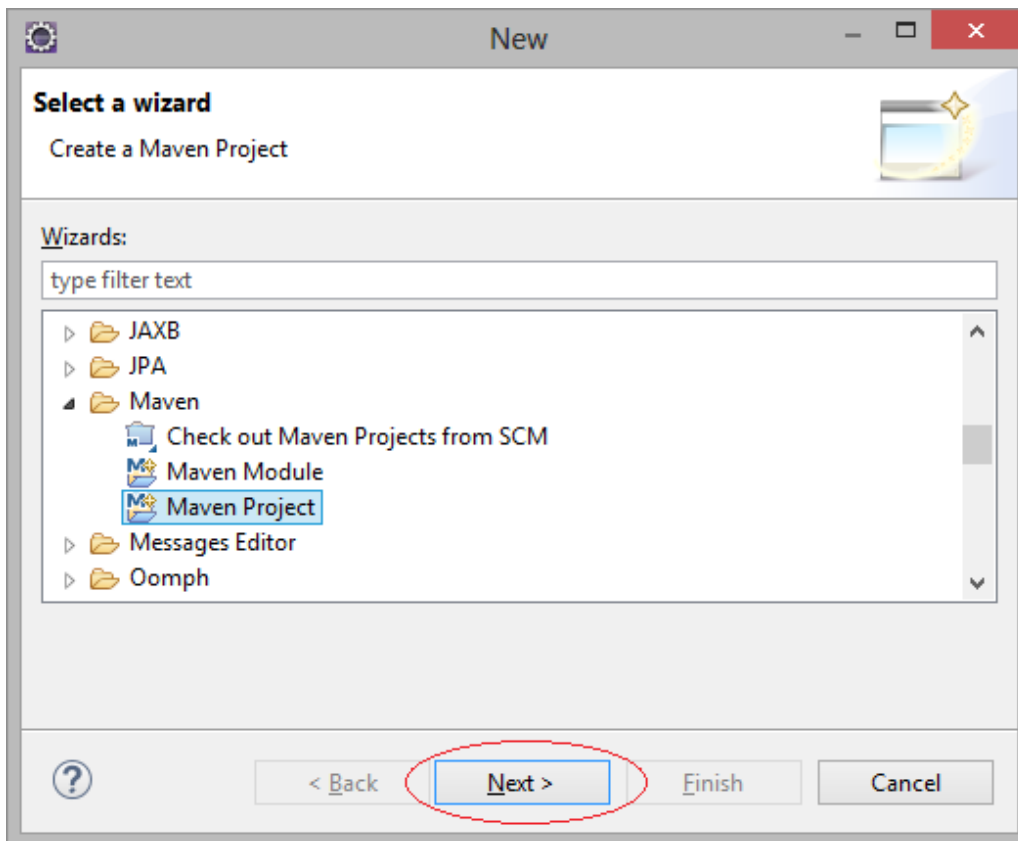 New
Select a wizard
Create a Maven Project
Wizards:
type filter text
JAXB
JPA
Maven
Check out Maven Projects from SCM
Maven Module
Maven Project
Messages Editor
Oomph
< Back Next > Finish Cancel